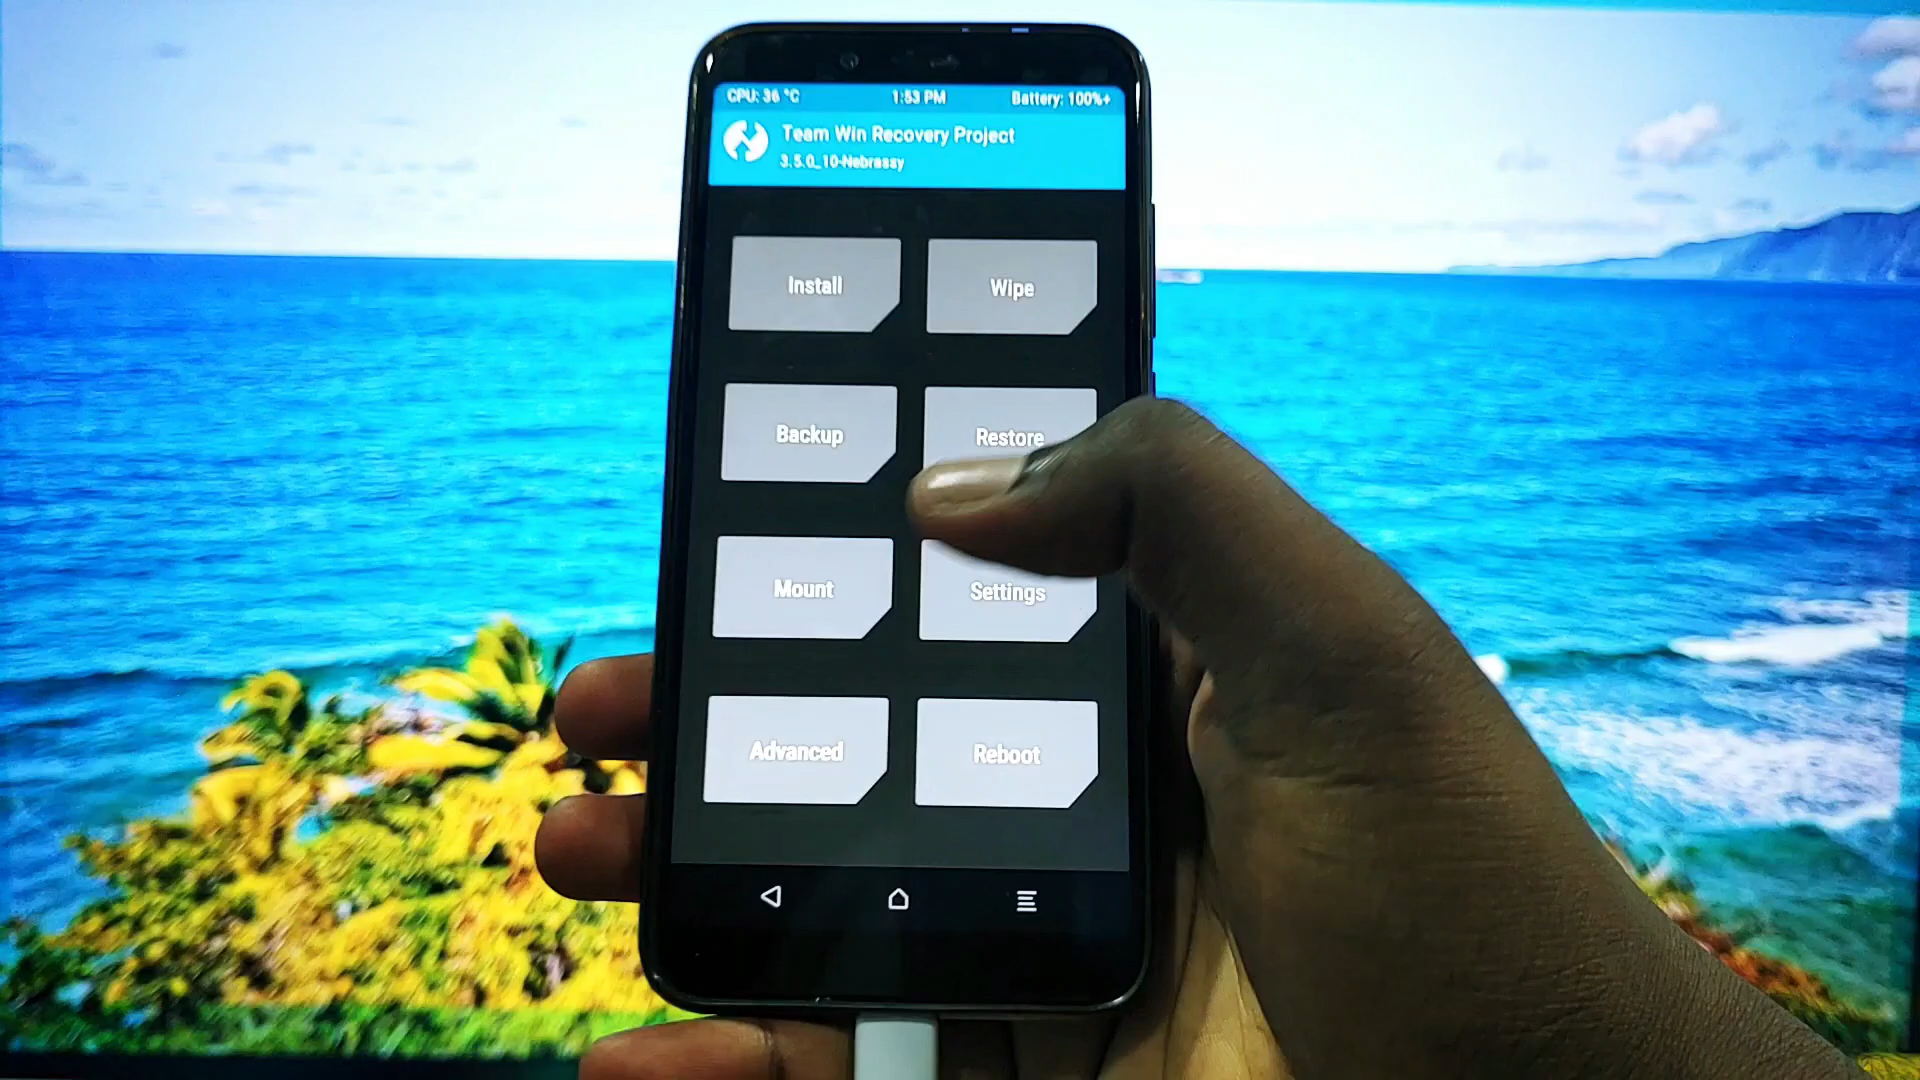 CPU: 36 °C 1:53 PM Battery: 100%+
Team Win Recovery Project
3.5.0_10-Nebrassy
Install Wipe
Backup Restore
Mount Settings
Advanced Reboot